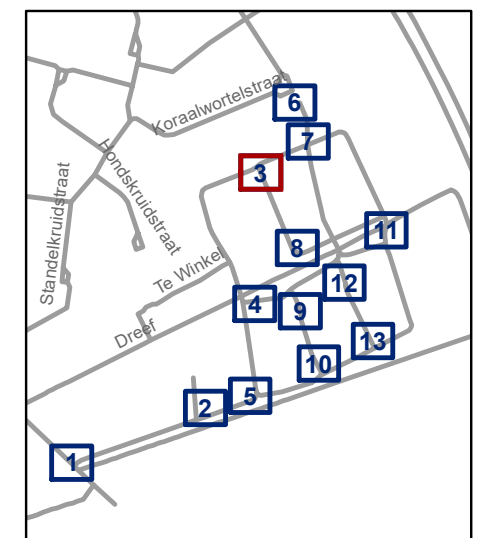 Koraalwortelstraat
6
7
Hondskruidstraat
3
Standelkruidstraat
11
8
Te Winkel
12
4
9
Dreef
13
10
5
2
1